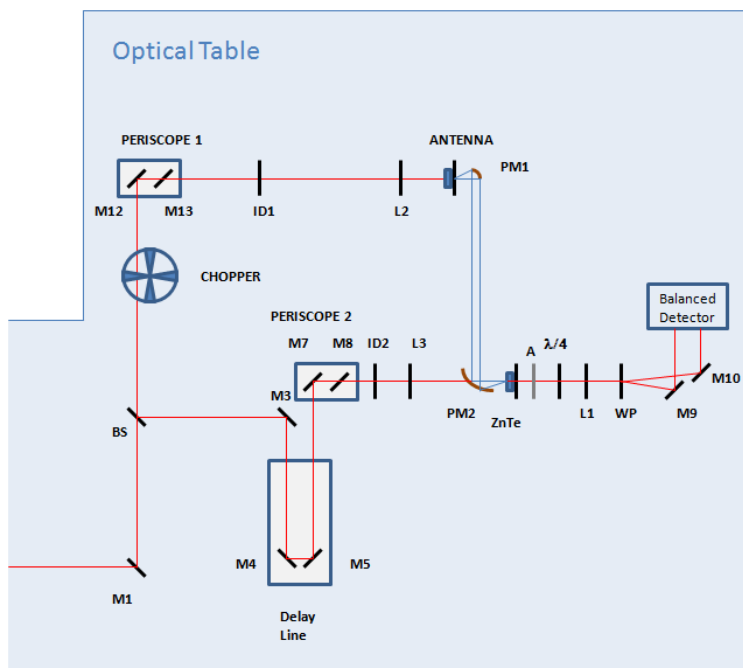 Optical Table
PERISCOPE 1
ANTENNA
PM1
M12
M13
ID1
L2
CHOPPER
Balanced
Detector
PERISCOPE 2
M7
M8
ID2
L3
A
λ/4
M10
M3
PM2
ZnTe
L1
WP
M9
BS
M4
M5
M1
Delay
Line